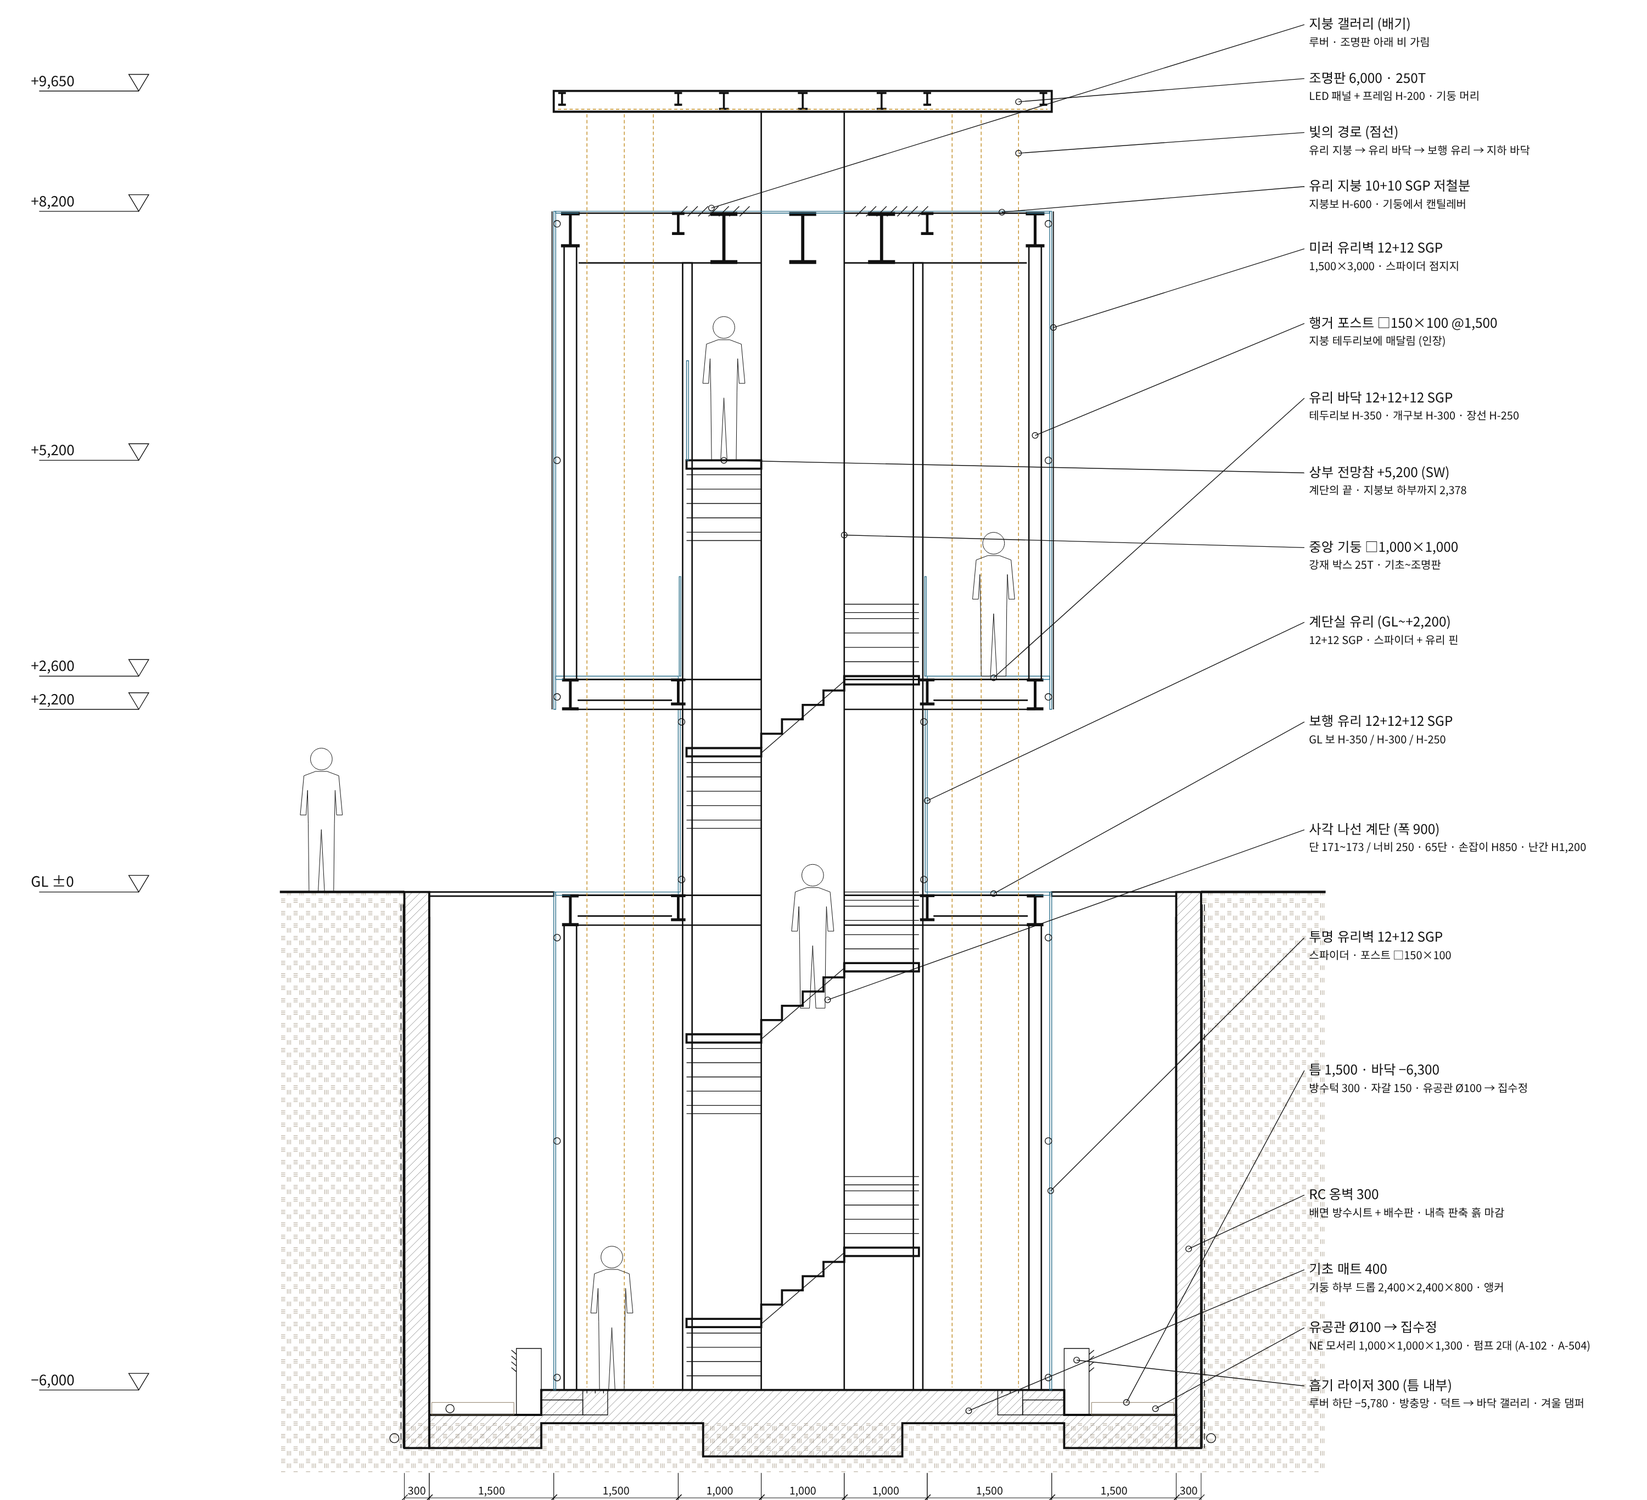 지붕 갤러리 (배기)
루버 · 조명판 아래 비 가림
+9,650
조명판 6,000 · 250T
LED 패널 + 프레임 H-200 · 기둥 머리
빛의 경로 (점선)
유리 지붕 → 유리 바닥 → 보행 유리 → 지하 바닥
+8,200
유리 지붕 10+10 SGP 저철분
지붕보 H-600 · 기둥에서 캔틸레버
미러 유리벽 12+12 SGP
1,500×3,000 · 스파이더 점지지
행거 포스트 □150×100 @1,500
지붕 테두리보에 매달림 (인장)
유리 바닥 12+12+12 SGP
테두리보 H-350 · 개구보 H-300 · 장선 H-250
+5,200
상부 전망참 +5,200 (SW)
계단의 끝 · 지붕보 하부까지 2,378
중앙 기둥 □1,000×1,000
강재 박스 25T · 기초~조명판
계단실 유리 (GL~+2,200)
12+12 SGP · 스파이더 + 유리 핀
+2,600
+2,200
보행 유리 12+12+12 SGP
GL 보 H-350 / H-300 / H-250
사각 나선 계단 (폭 900)
단 171~173 / 너비 250 · 65단 · 손잡이 H850 · 난간 H1,200
GL ±0
투명 유리벽 12+12 SGP
스파이더 · 포스트 □150×100
틈 1,500 · 바닥 −6,300
방수턱 300 · 자갈 150 · 유공관 Ø100 → 집수정
RC 옹벽 300
배면 방수시트 + 배수판 · 내측 판축 흙 마감
기초 매트 400
기둥 하부 드롭 2,400×2,400×800 · 앵커
유공관 Ø100 → 집수정
NE 모서리 1,000×1,000×1,300 · 펌프 2대 (A-102 · A-504)
−6,000
흡기 라이저 300 (틈 내부)
루버 하단 −5,780 · 방충망 · 덕트 → 바닥 갤러리 · 겨울 댐퍼
300 1,500 1,500 1,000 1,000 1,000 1,500 1,500 300